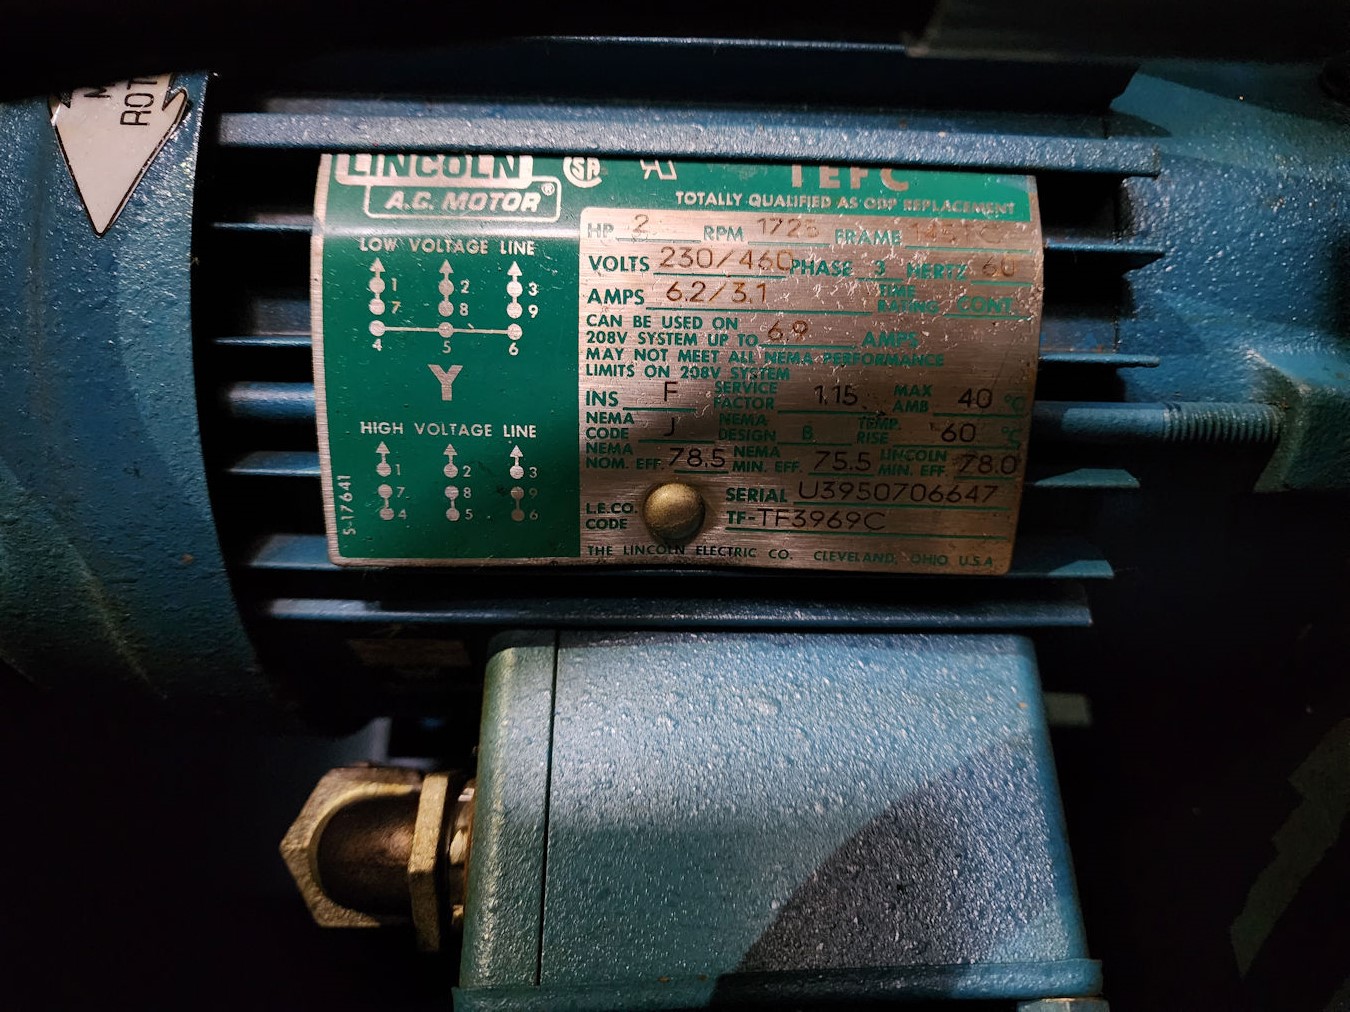 ROT
LINCOLN
A.C. MOTOR®
SA
TEFC
TOTALLY QUALIFIED AS ODP REPLACEMENT
LOW VOLTAGE LINE
1 2 3
7 8 9
4 5 6
Y
HIGH VOLTAGE LINE
1 2 3
7 8 9
4 5 6
S-17641
HP 2 RPM 1725 FRAME
VOLTS 230/460 PHASE 3 HERTZ 60
AMPS 6.2/3.1 TIME RATING CONT.
CAN BE USED ON
208V SYSTEM UP TO 6.9 AMPS
MAY NOT MEET ALL NEMA PERFORMANCE
LIMITS ON 208V SYSTEM
INS F SERVICE FACTOR 1.15 MAX AMB 40 °C
NEMA CODE J NEMA DESIGN B TEMP. RISE 60 °C
NEMA NOM. EFF. 78.5 NEMA MIN. EFF. 75.5 LINCOLN MIN. EFF. 78.0
SERIAL U3950706647
L.E.CO. CODE TF-TF3969C
THE LINCOLN ELECTRIC CO. CLEVELAND, OHIO U.S.A.